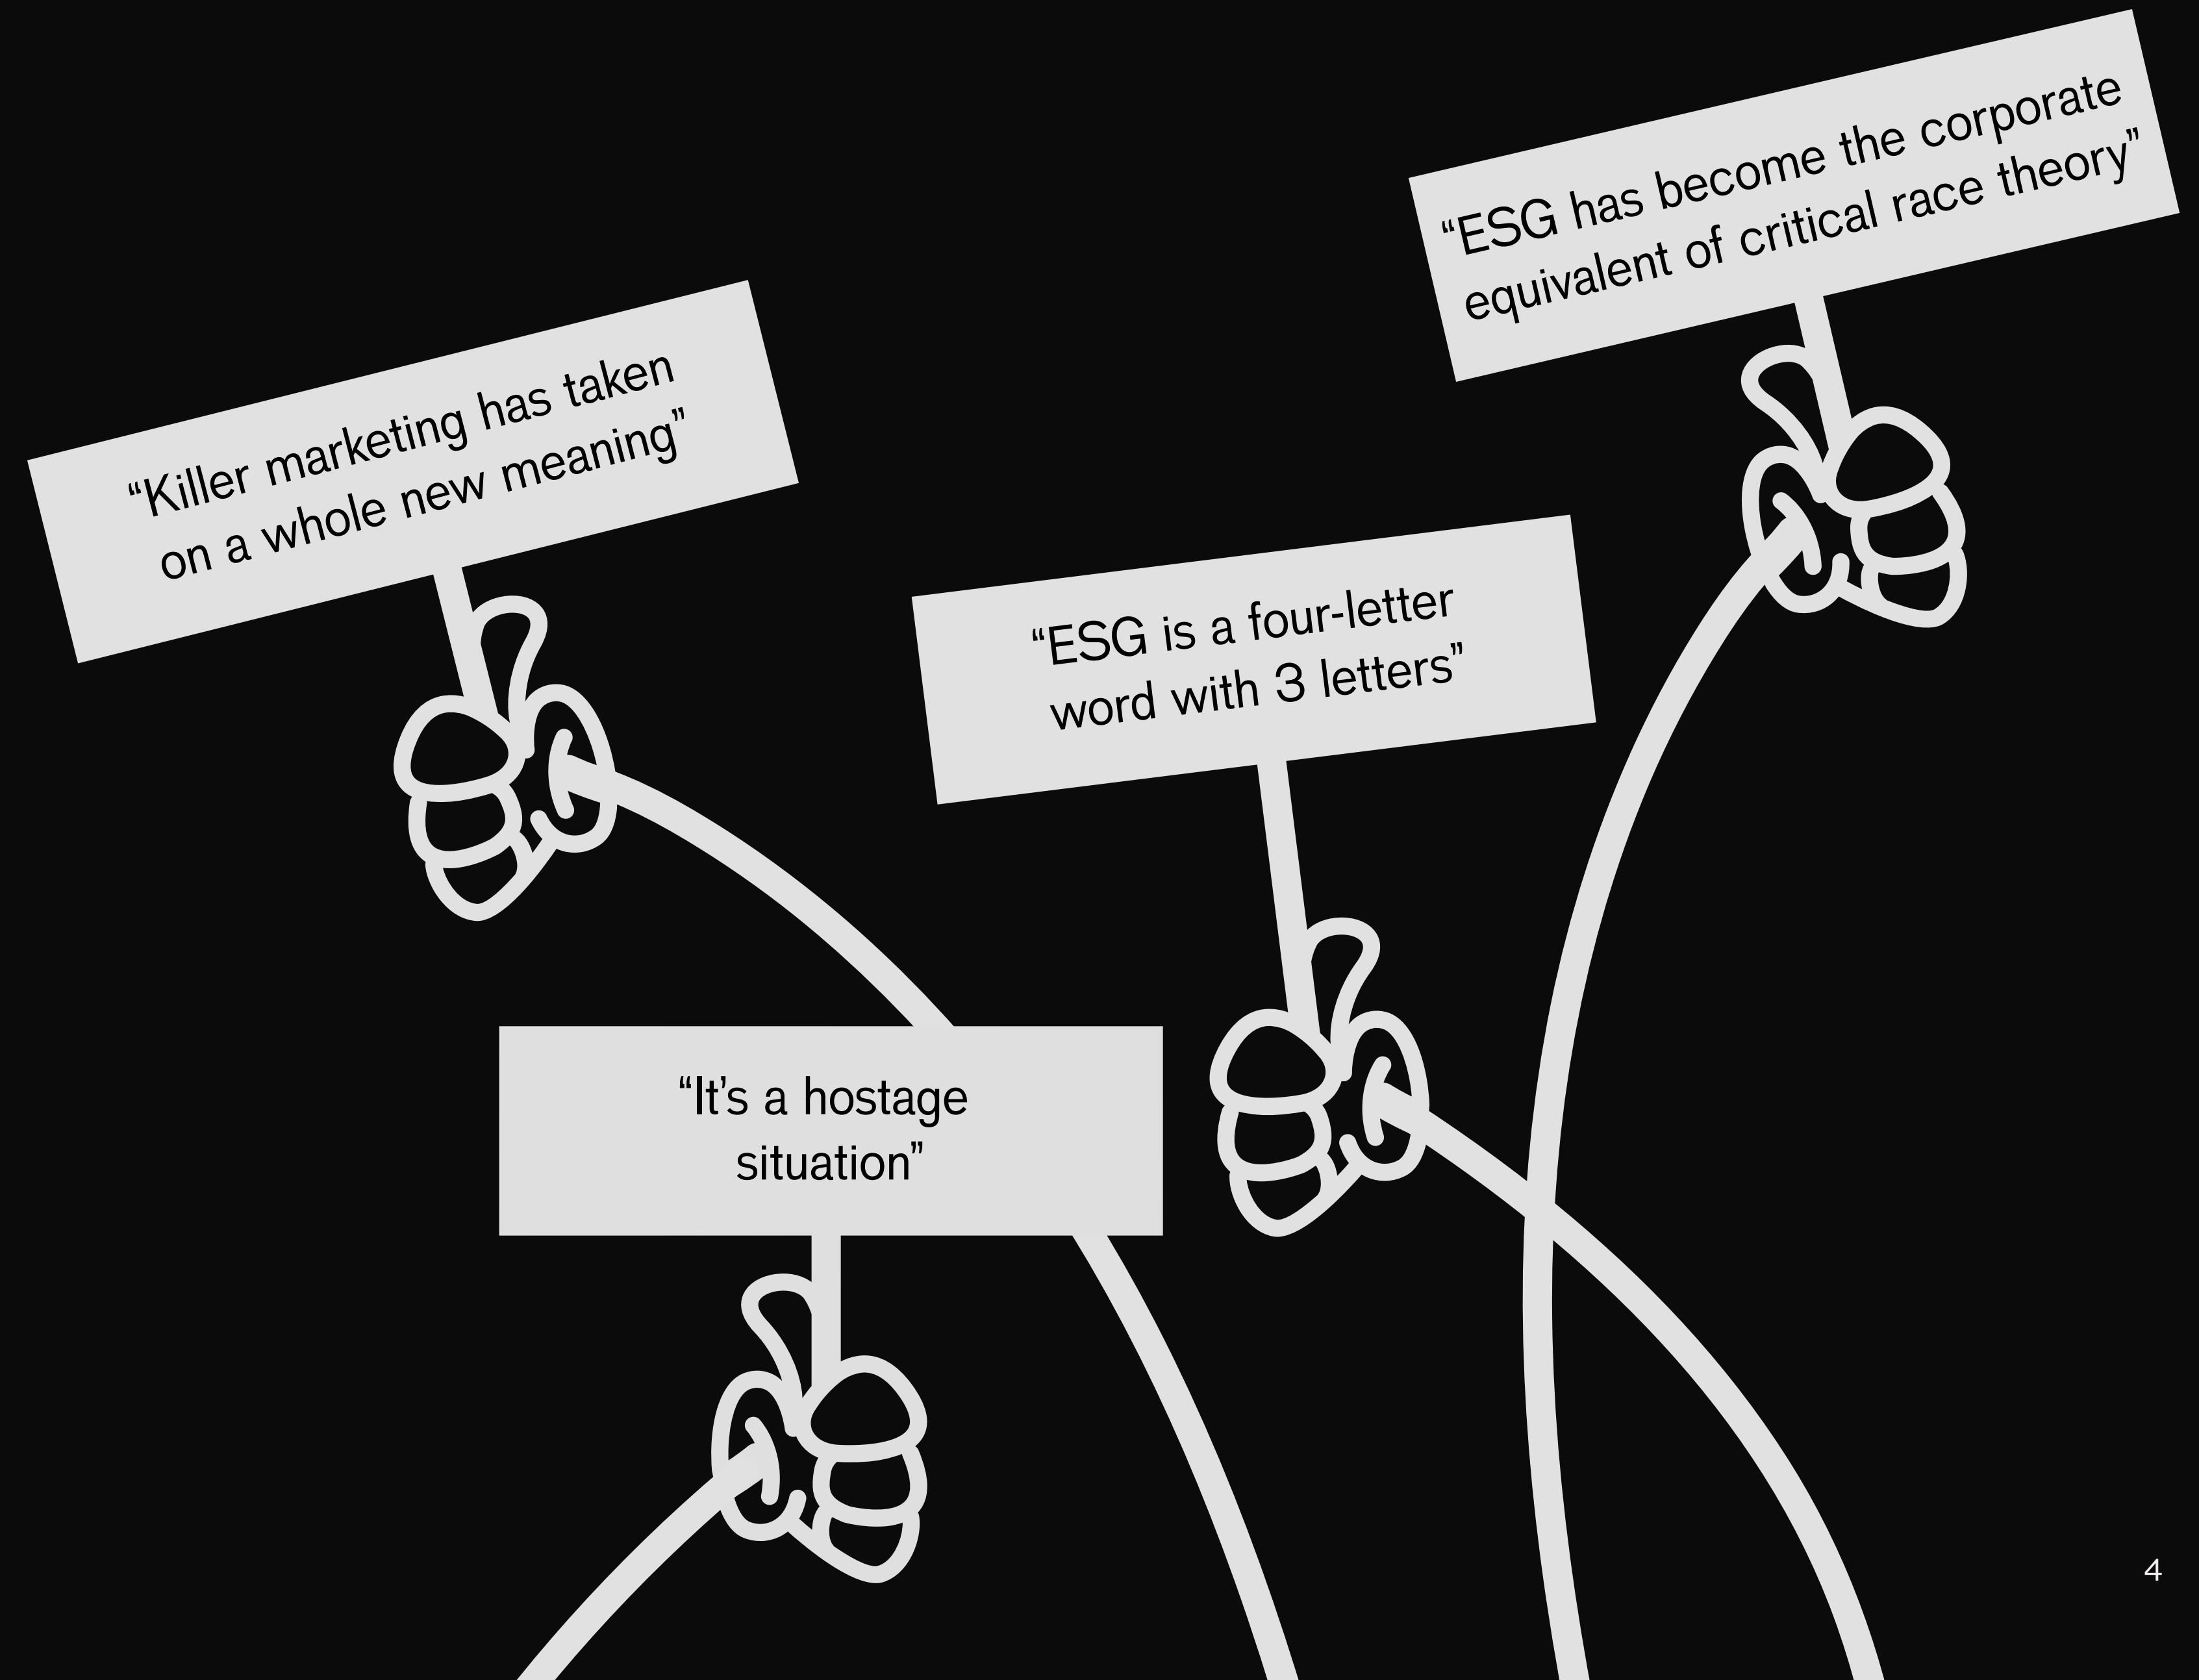 “ESG has become the corporate
equivalent of critical race theory”
“Killer marketing has taken
on a whole new meaning”
“ESG is a four-letter
word with 3 letters”
“It’s a hostage
situation”
4